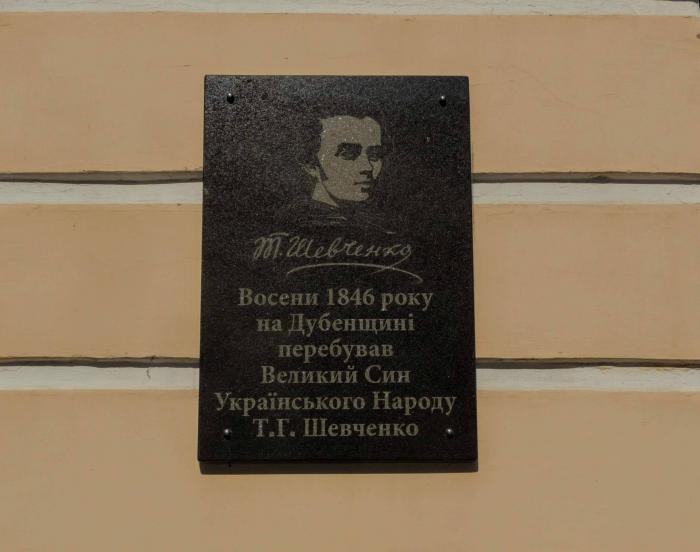 Т. Шевченко
Восени 1846 року
на Дубенщині
перебував
Великий Син
Українського Народу
Т.Г. Шевченко